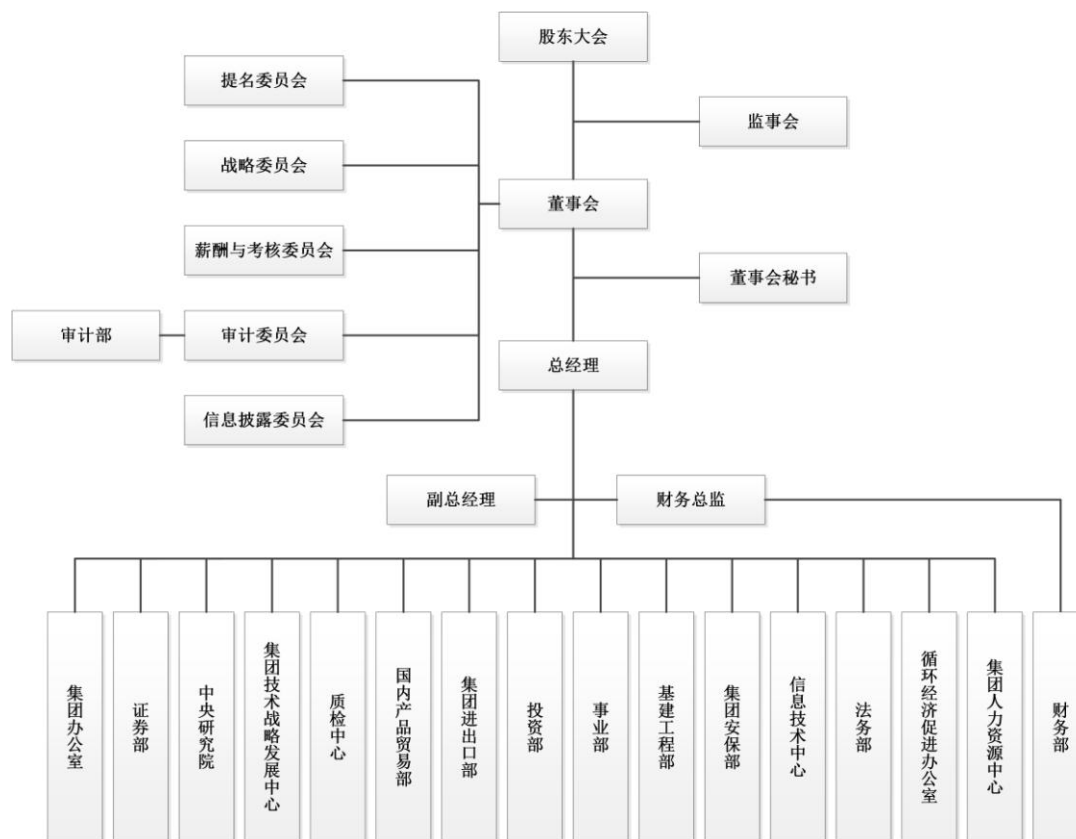 股东大会
提名委员会
监事会
战略委员会
董事会
薪酬与考核委员会
董事会秘书
审计部
审计委员会
总经理
信息披露委员会
副总经理
财务总监
集团办公室
证券部
中央研究院
集团技术战略发展中心
质检中心
国内产品贸易部
集团进出口部
投资部
事业部
基建工程部
集团安保部
信息技术中心
法务部
循环经济促进办公室
集团人力资源中心
财务部